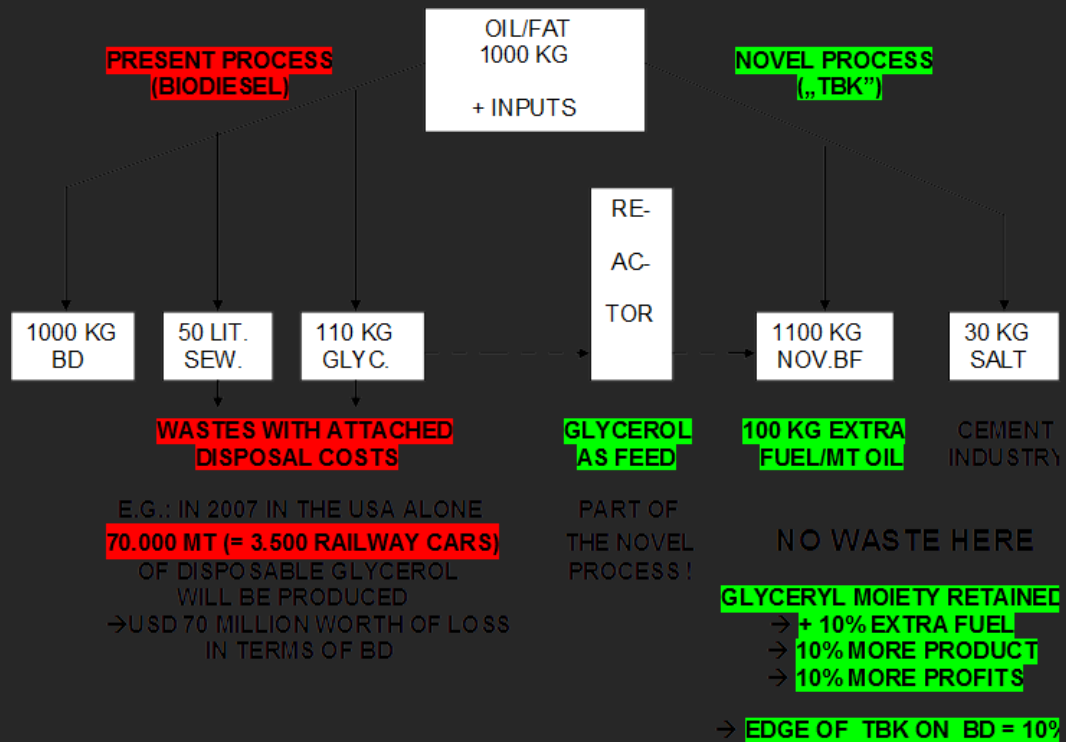 OIL/FAT
1000 KG
+ INPUTS
PRESENT PROCESS
(BIODIESEL)
NOVEL PROCESS
(„TBK”)
RE-
AC-
TOR
1000 KG
BD
50 LIT.
SEW.
110 KG
GLYC.
1100 KG
NOV.BF
30 KG
SALT
WASTES WITH ATTACHED
DISPOSAL COSTS
GLYCEROL
AS FEED
100 KG EXTRA
FUEL/MT OIL
CEMENT
INDUSTRY
E.G.: IN 2007 IN THE USA ALONE
70.000 MT (= 3.500 RAILWAY CARS)
OF DISPOSABLE GLYCEROL
WILL BE PRODUCED
→USD 70 MILLION WORTH OF LOSS
IN TERMS OF BD
PART OF
THE NOVEL
PROCESS !
NO WASTE HERE
GLYCERYL MOIETY RETAINED
→ + 10% EXTRA FUEL
→ 10% MORE PRODUCT
→ 10% MORE PROFITS
→ EDGE OF TBK ON BD = 10%